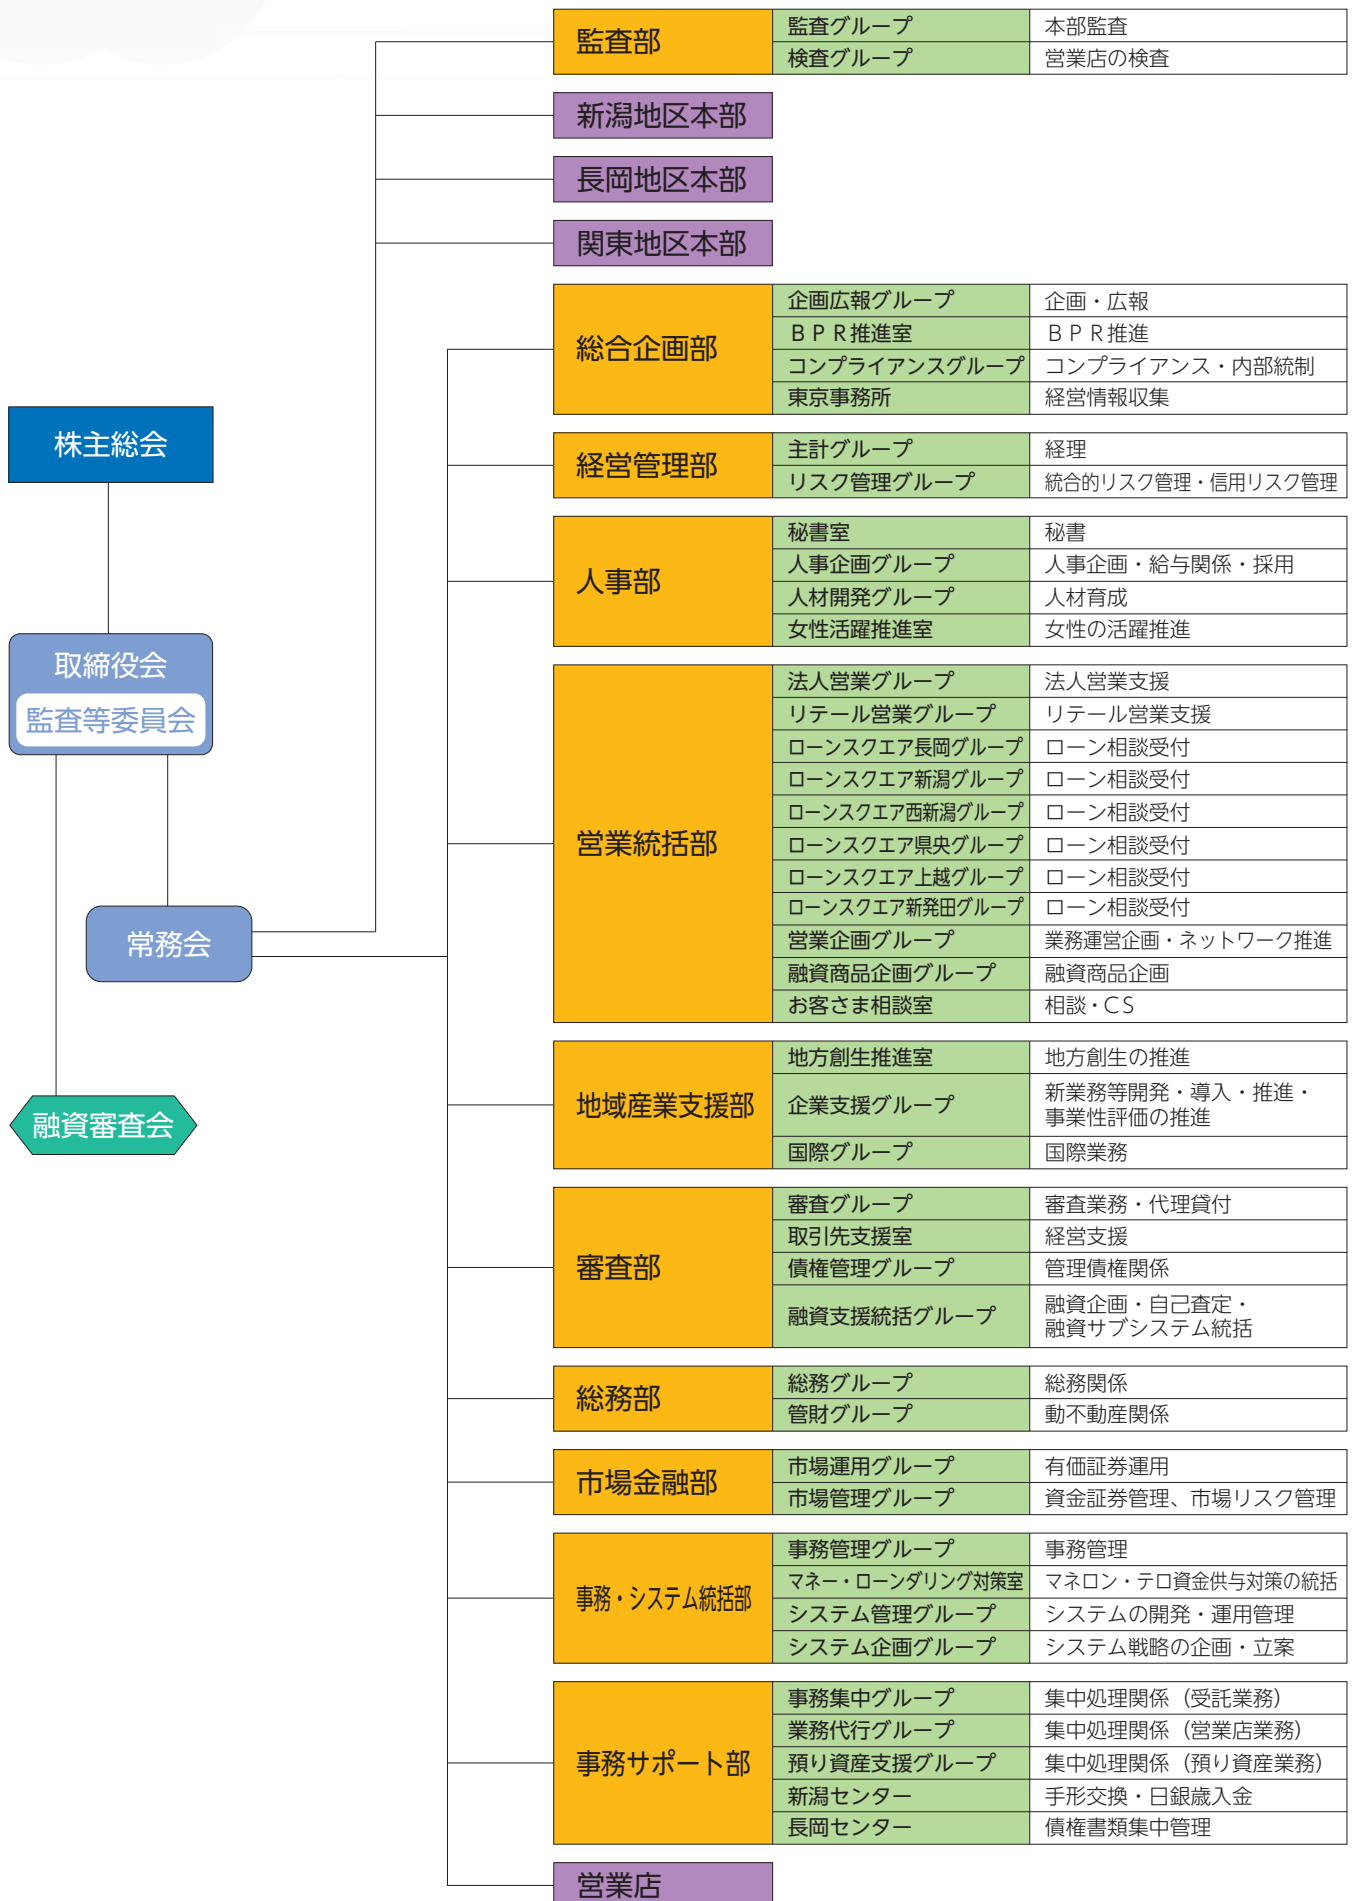 株主総会
取締役会
監査等委員会
常務会
融資審査会
監査部
監査グループ 本部監査
検査グループ 営業店の検査
新潟地区本部
長岡地区本部
関東地区本部
総合企画部
企画広報グループ 企画・広報
ＢＰＲ推進室 ＢＰＲ推進
コンプライアンスグループ コンプライアンス・内部統制
東京事務所 経営情報収集
経営管理部
主計グループ 経理
リスク管理グループ 統合的リスク管理・信用リスク管理
人事部
秘書室 秘書
人事企画グループ 人事企画・給与関係・採用
人材開発グループ 人材育成
女性活躍推進室 女性の活躍推進
営業統括部
法人営業グループ 法人営業支援
リテール営業グループ リテール営業支援
ローンスクエア長岡グループ ローン相談受付
ローンスクエア新潟グループ ローン相談受付
ローンスクエア西新潟グループ ローン相談受付
ローンスクエア県央グループ ローン相談受付
ローンスクエア上越グループ ローン相談受付
ローンスクエア新発田グループ ローン相談受付
営業企画グループ 業務運営企画・ネットワーク推進
融資商品企画グループ 融資商品企画
お客さま相談室 相談・ＣＳ
地域産業支援部
地方創生推進室 地方創生の推進
企業支援グループ 新業務等開発・導入・推進・
事業性評価の推進
国際グループ 国際業務
審査部
審査グループ 審査業務・代理貸付
取引先支援室 経営支援
債権管理グループ 管理債権関係
融資支援統括グループ 融資企画・自己査定・
融資サブシステム統括
総務部
総務グループ 総務関係
管財グループ 動不動産関係
市場金融部
市場運用グループ 有価証券運用
市場管理グループ 資金証券管理、市場リスク管理
事務・システム統括部
事務管理グループ 事務管理
マネー・ローンダリング対策室 マネロン・テロ資金供与対策の統括
システム管理グループ システムの開発・運用管理
システム企画グループ システム戦略の企画・立案
事務サポート部
事務集中グループ 集中処理関係（受託業務）
業務代行グループ 集中処理関係（営業店業務）
預り資産支援グループ 集中処理関係（預り資産業務）
新潟センター 手形交換・日銀歳入金
長岡センター 債権書類集中管理
営業店